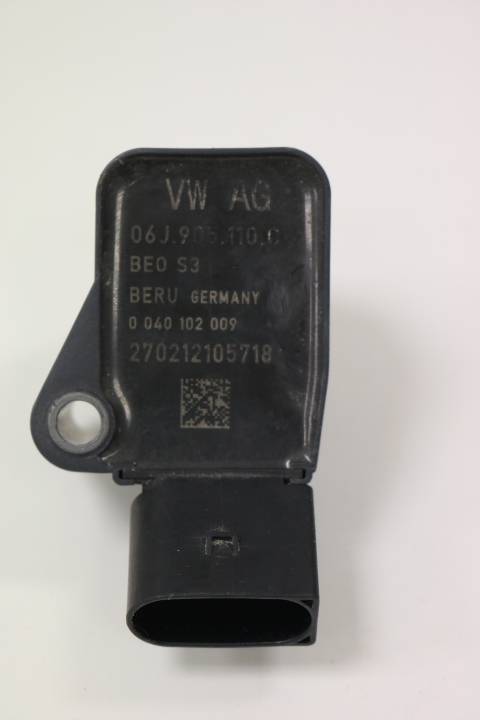 VW AG
06J.905.110.G
BEO S3
BERU GERMANY
0 040 102 009
270212105718